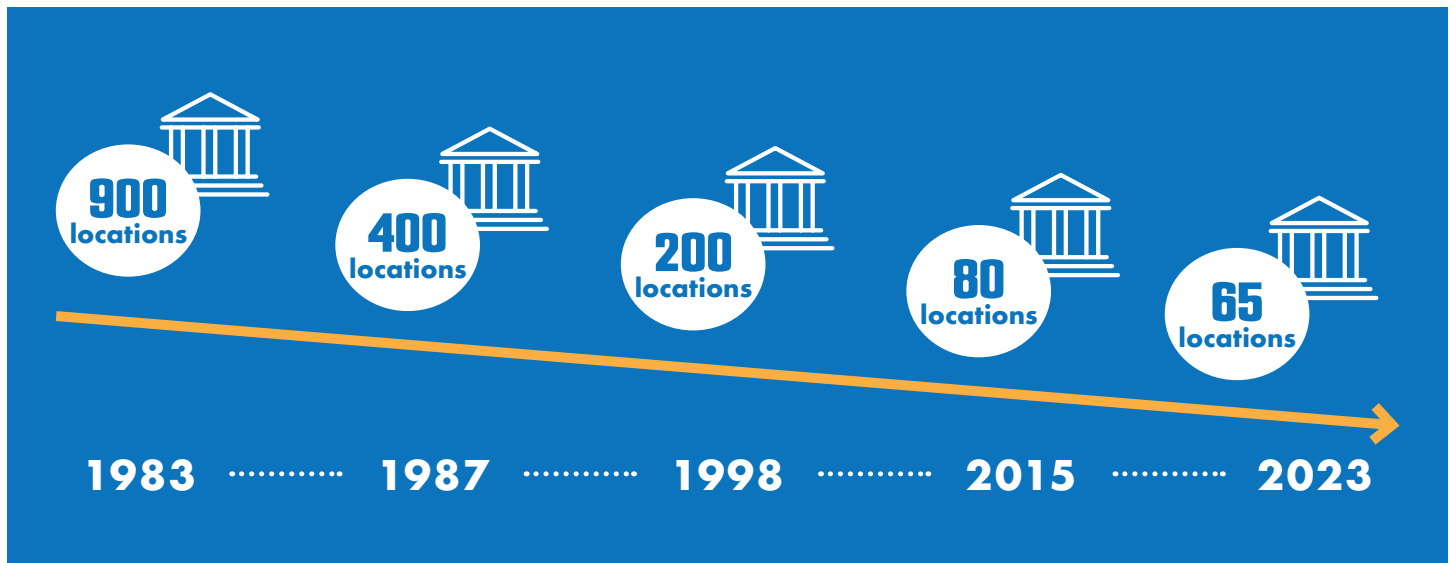 900
locations
400
locations
200
locations
80
locations
65
locations
1983 ........... 1987 ........... 1998 ........... 2015 ........... 2023